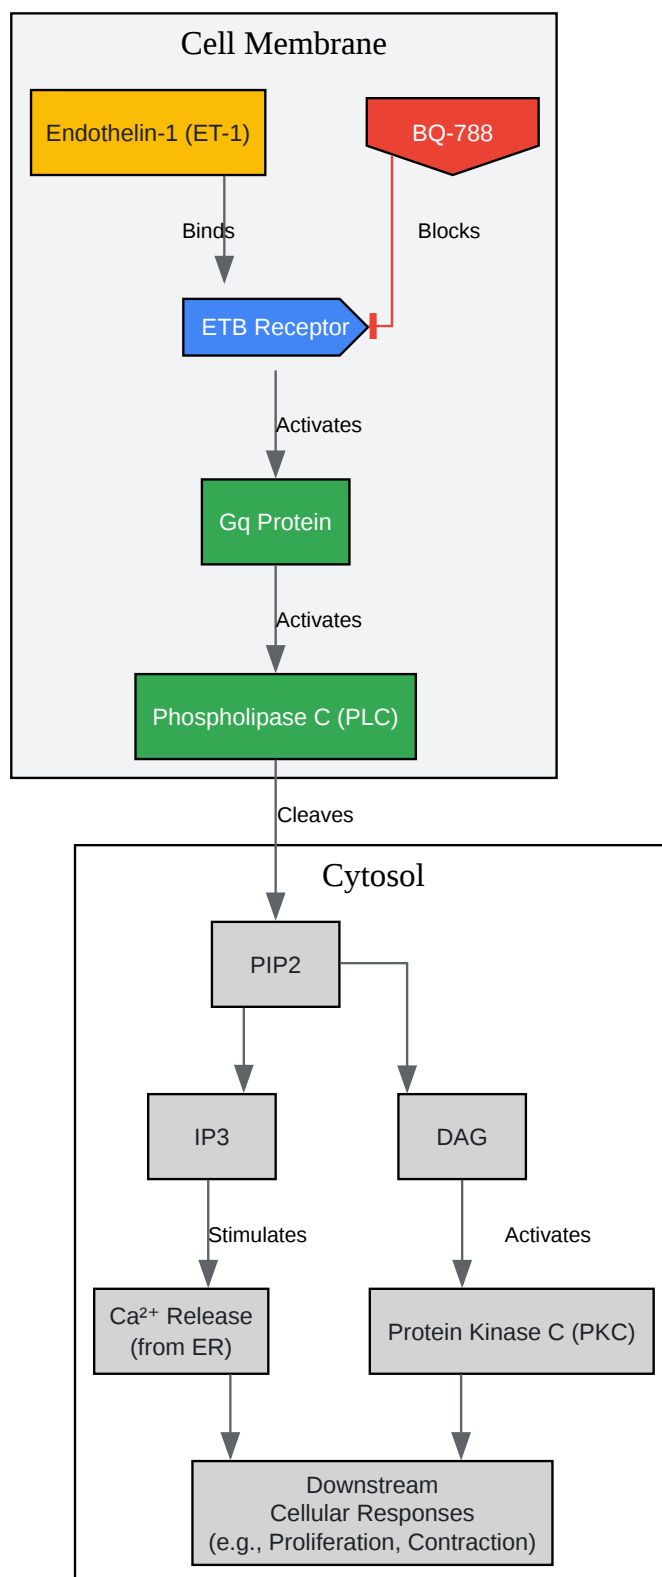 Cell Membrane
Endothelin-1 (ET-1)
BQ-788
Binds
Blocks
ETB Receptor
Activates
Gq Protein
Activates
Phospholipase C (PLC)
Cleaves
Cytosol
PIP2
IP3
DAG
Stimulates
Activates
Ca²⁺ Release
(from ER)
Protein Kinase C (PKC)
Downstream
Cellular Responses
(e.g., Proliferation, Contraction)